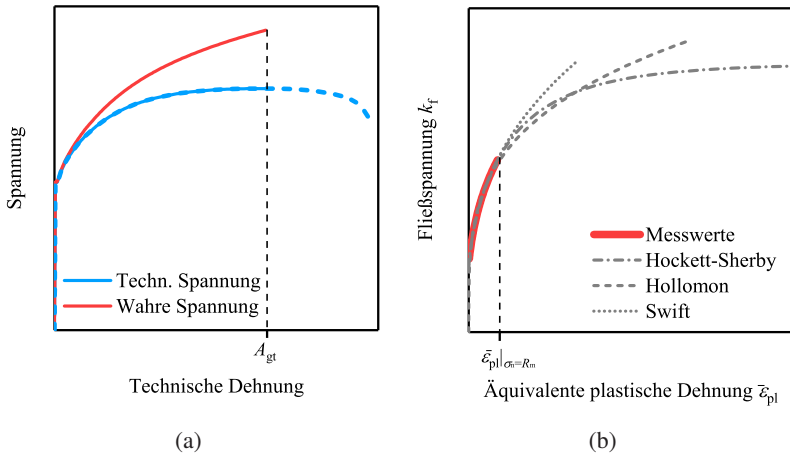 Spannung
Techn. Spannung
Wahre Spannung
A_gt
Technische Dehnung
(a)
Fließspannung k_f
Messwerte
Hockett-Sherby
Hollomon
Swift
ε̄_pl|σ_n=R_m
Äquivalente plastische Dehnung ε̄_pl
(b)